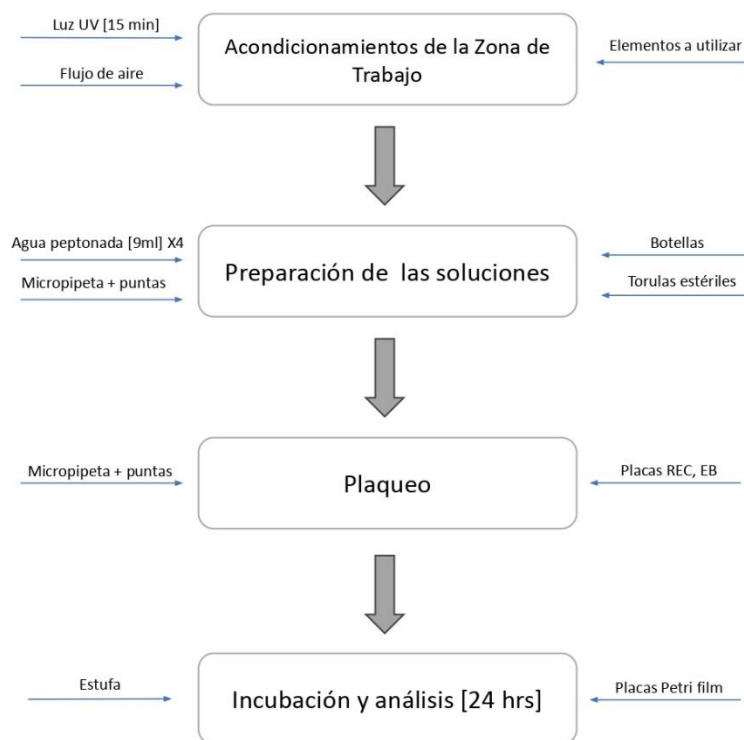 Luz UV [15 min]
Flujo de aire
Acondicionamientos de la Zona de
Trabajo
Elementos a utilizar
Agua peptonada [9ml] X4
Micropipeta + puntas
Preparación de las soluciones
Botellas
Torulas estériles
Micropipeta + puntas
Plaqueo
Placas REC, EB
Estufa
Incubación y análisis [24 hrs]
Placas Petri film